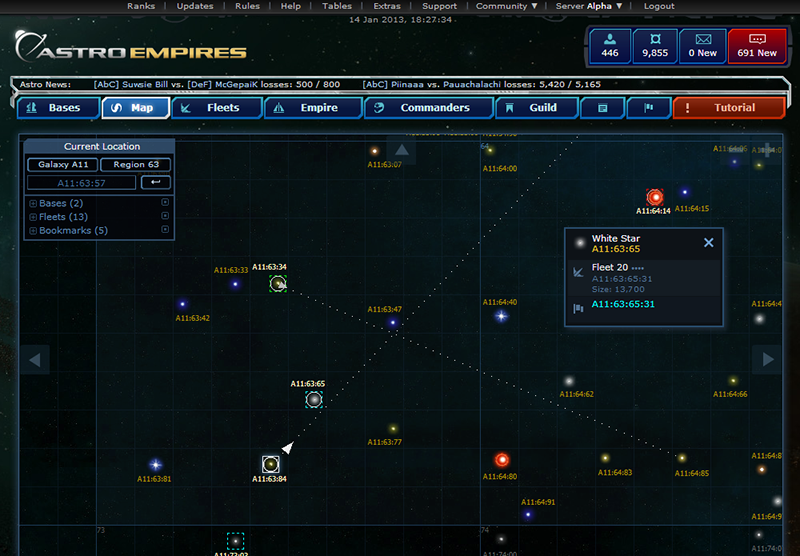 Ranks Updates Rules Help Tables Extras Support Community ▼ Server Alpha ▼ Logout
14 Jan 2013, 18:27:34
ASTRO EMPIRES
446 9,855 0 New 691 New
Astro News: [AbC] Suwsie Bill vs. [DeF] McGepaiK losses: 500 / 800 [AbC] Piinaaa vs. Pauachalachi losses: 5,420 / 5,165
Bases Map Fleets Empire Commanders Guild Tutorial
Current Location
Galaxy A11 Region 63
A11:63:57
Bases (2)
Fleets (13)
Bookmarks (5)
64
A11:63:07
A11:64:00
A11:64:14
A11:64:15
White Star
A11:63:65
Fleet 20
A11:63:65:31
Size: 13,700
A11:63:65:31
A11:63:34
A11:63:33
A11:63:42
A11:63:47
A11:64:40
A11:63:65
A11:64:62
A11:64:66
A11:63:77
A11:63:81
A11:63:84
A11:64:80
A11:64:83
A11:64:85
A11:64:91
73
74